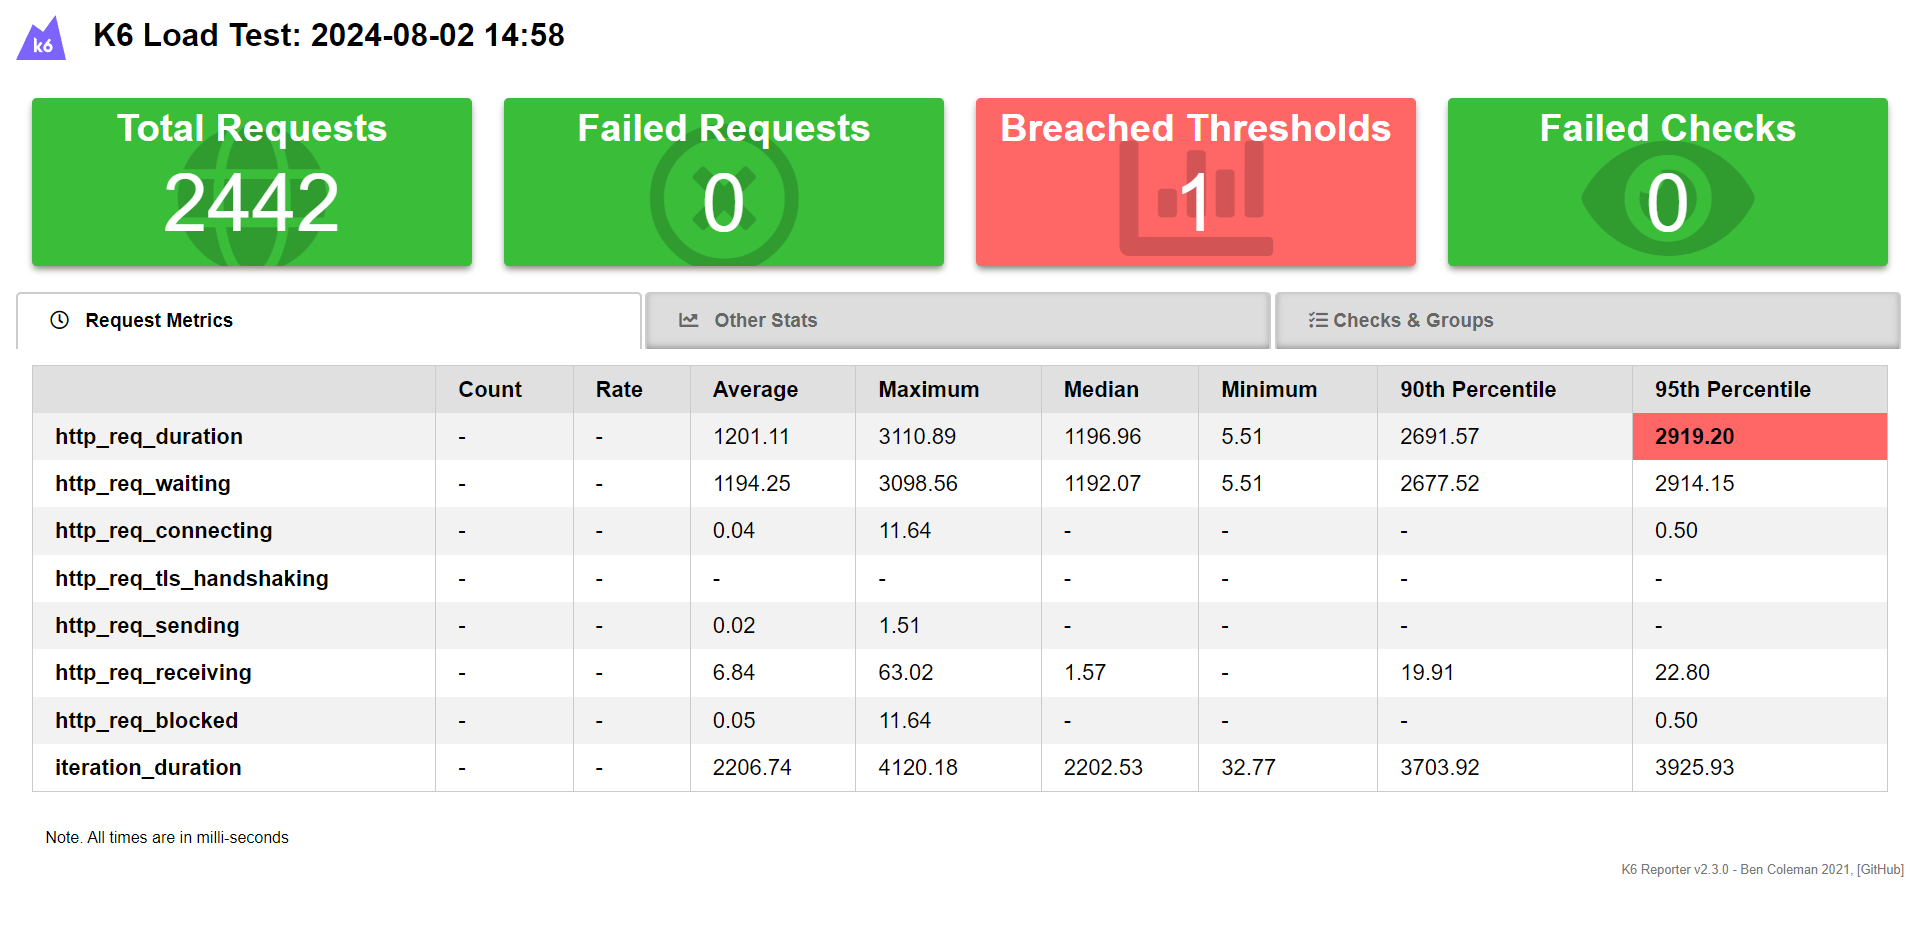 k6
K6 Load Test: 2024-08-02 14:58
Total Requests
2442
Failed Requests
0
Breached Thresholds
1
Failed Checks
0
Request Metrics
Other Stats
Checks & Groups
Count Rate Average Maximum Median Minimum 90th Percentile 95th Percentile
http_req_duration - - 1201.11 3110.89 1196.96 5.51 2691.57 2919.20
http_req_waiting - - 1194.25 3098.56 1192.07 5.51 2677.52 2914.15
http_req_connecting - - 0.04 11.64 - - - 0.50
http_req_tls_handshaking - - - - - - - -
http_req_sending - - 0.02 1.51 - - - -
http_req_receiving - - 6.84 63.02 1.57 - 19.91 22.80
http_req_blocked - - 0.05 11.64 - - - 0.50
iteration_duration - - 2206.74 4120.18 2202.53 32.77 3703.92 3925.93
Note. All times are in milli-seconds
K6 Reporter v2.3.0 - Ben Coleman 2021, [GitHub]